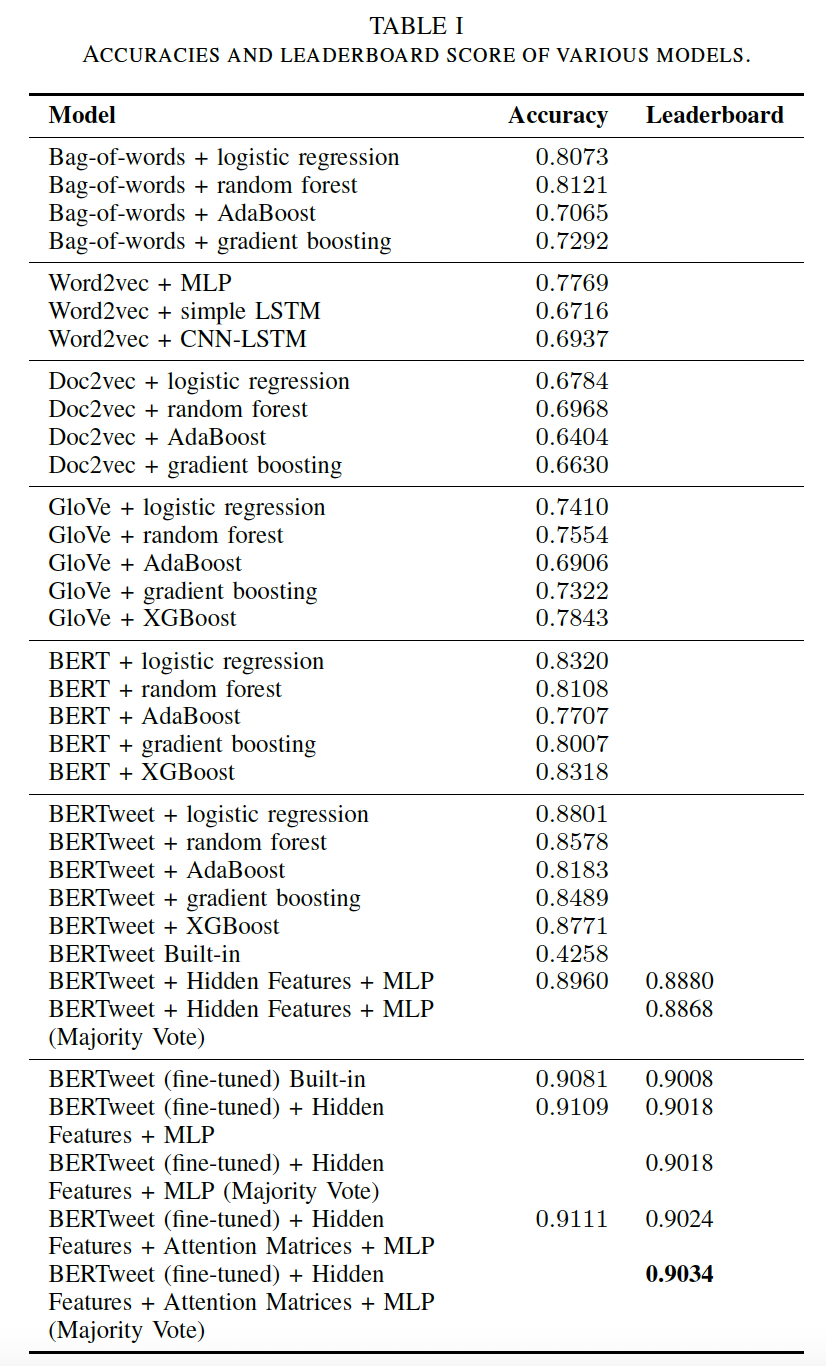 TABLE I
ACCURACIES AND LEADERBOARD SCORE OF VARIOUS MODELS.
Model Accuracy Leaderboard
Bag-of-words + logistic regression 0.8073
Bag-of-words + random forest 0.8121
Bag-of-words + AdaBoost 0.7065
Bag-of-words + gradient boosting 0.7292
Word2vec + MLP 0.7769
Word2vec + simple LSTM 0.6716
Word2vec + CNN-LSTM 0.6937
Doc2vec + logistic regression 0.6784
Doc2vec + random forest 0.6968
Doc2vec + AdaBoost 0.6404
Doc2vec + gradient boosting 0.6630
GloVe + logistic regression 0.7410
GloVe + random forest 0.7554
GloVe + AdaBoost 0.6906
GloVe + gradient boosting 0.7322
GloVe + XGBoost 0.7843
BERT + logistic regression 0.8320
BERT + random forest 0.8108
BERT + AdaBoost 0.7707
BERT + gradient boosting 0.8007
BERT + XGBoost 0.8318
BERTweet + logistic regression 0.8801
BERTweet + random forest 0.8578
BERTweet + AdaBoost 0.8183
BERTweet + gradient boosting 0.8489
BERTweet + XGBoost 0.8771
BERTweet Built-in 0.4258
BERTweet + Hidden Features + MLP 0.8960 0.8880
BERTweet + Hidden Features + MLP 0.8868
(Majority Vote)
BERTweet (fine-tuned) Built-in 0.9081 0.9008
BERTweet (fine-tuned) + Hidden 0.9109 0.9018
Features + MLP
BERTweet (fine-tuned) + Hidden 0.9018
Features + MLP (Majority Vote)
BERTweet (fine-tuned) + Hidden 0.9111 0.9024
Features + Attention Matrices + MLP
BERTweet (fine-tuned) + Hidden 0.9034
Features + Attention Matrices + MLP
(Majority Vote)